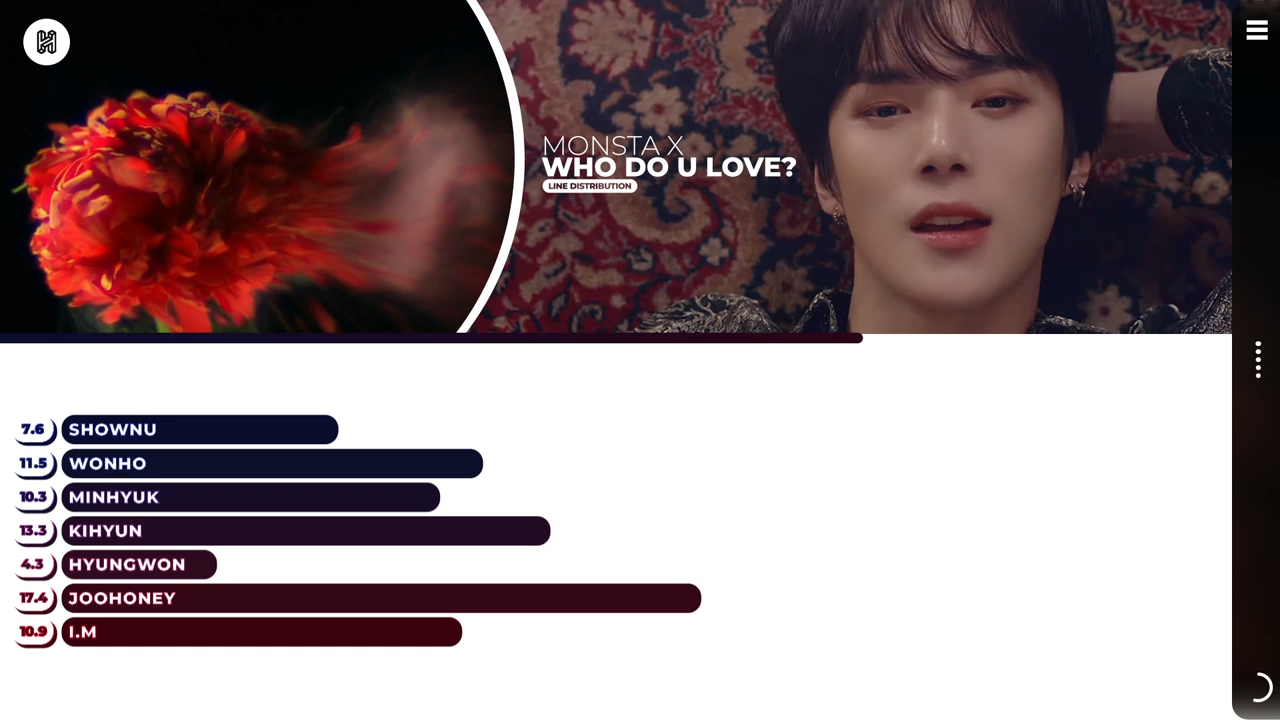 MONSTA X
WHO DO U LOVE?
LINE DISTRIBUTION
7.6 SHOWNU
11.5 WONHO
10.3 MINHYUK
13.3 KIHYUN
4.3 HYUNGWON
17.4 JOOHONEY
10.9 I.M